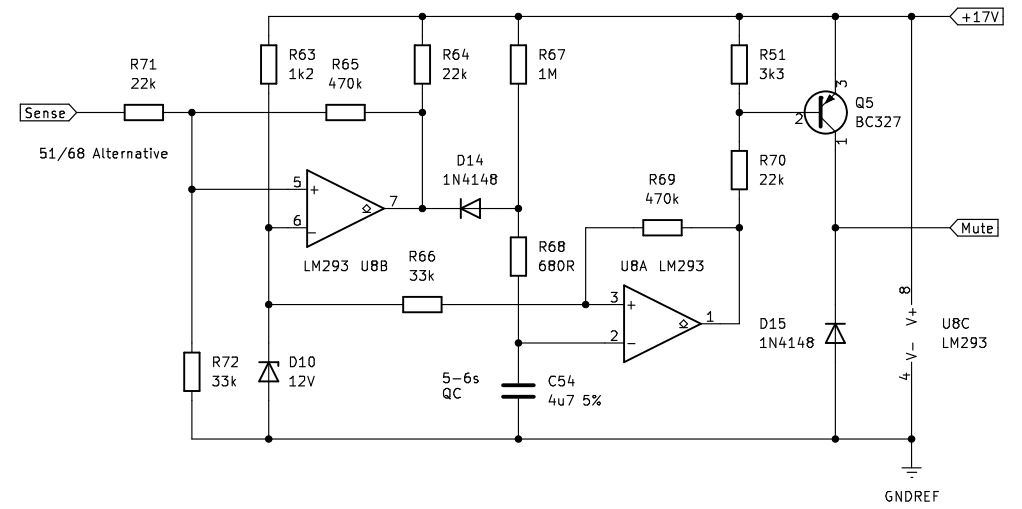 +17V
R63
1k2
R64
22k
R67
1M
R51
3k3
R71
22k
R65
470k
3
Q5
BC327
2
1
Sense
51/68 Alternative
D14
1N4148
R70
22k
5
+
7
6
-
R69
470k
Mute
LM293 U8B
R66
33k
R68
680R
U8A LM293
8
3
+
1
2
-
V+
D15
1N4148
U8C
LM293
V-
4
R72
33k
D10
12V
5-6s
QC
C54
4u7 5%
GNDREF